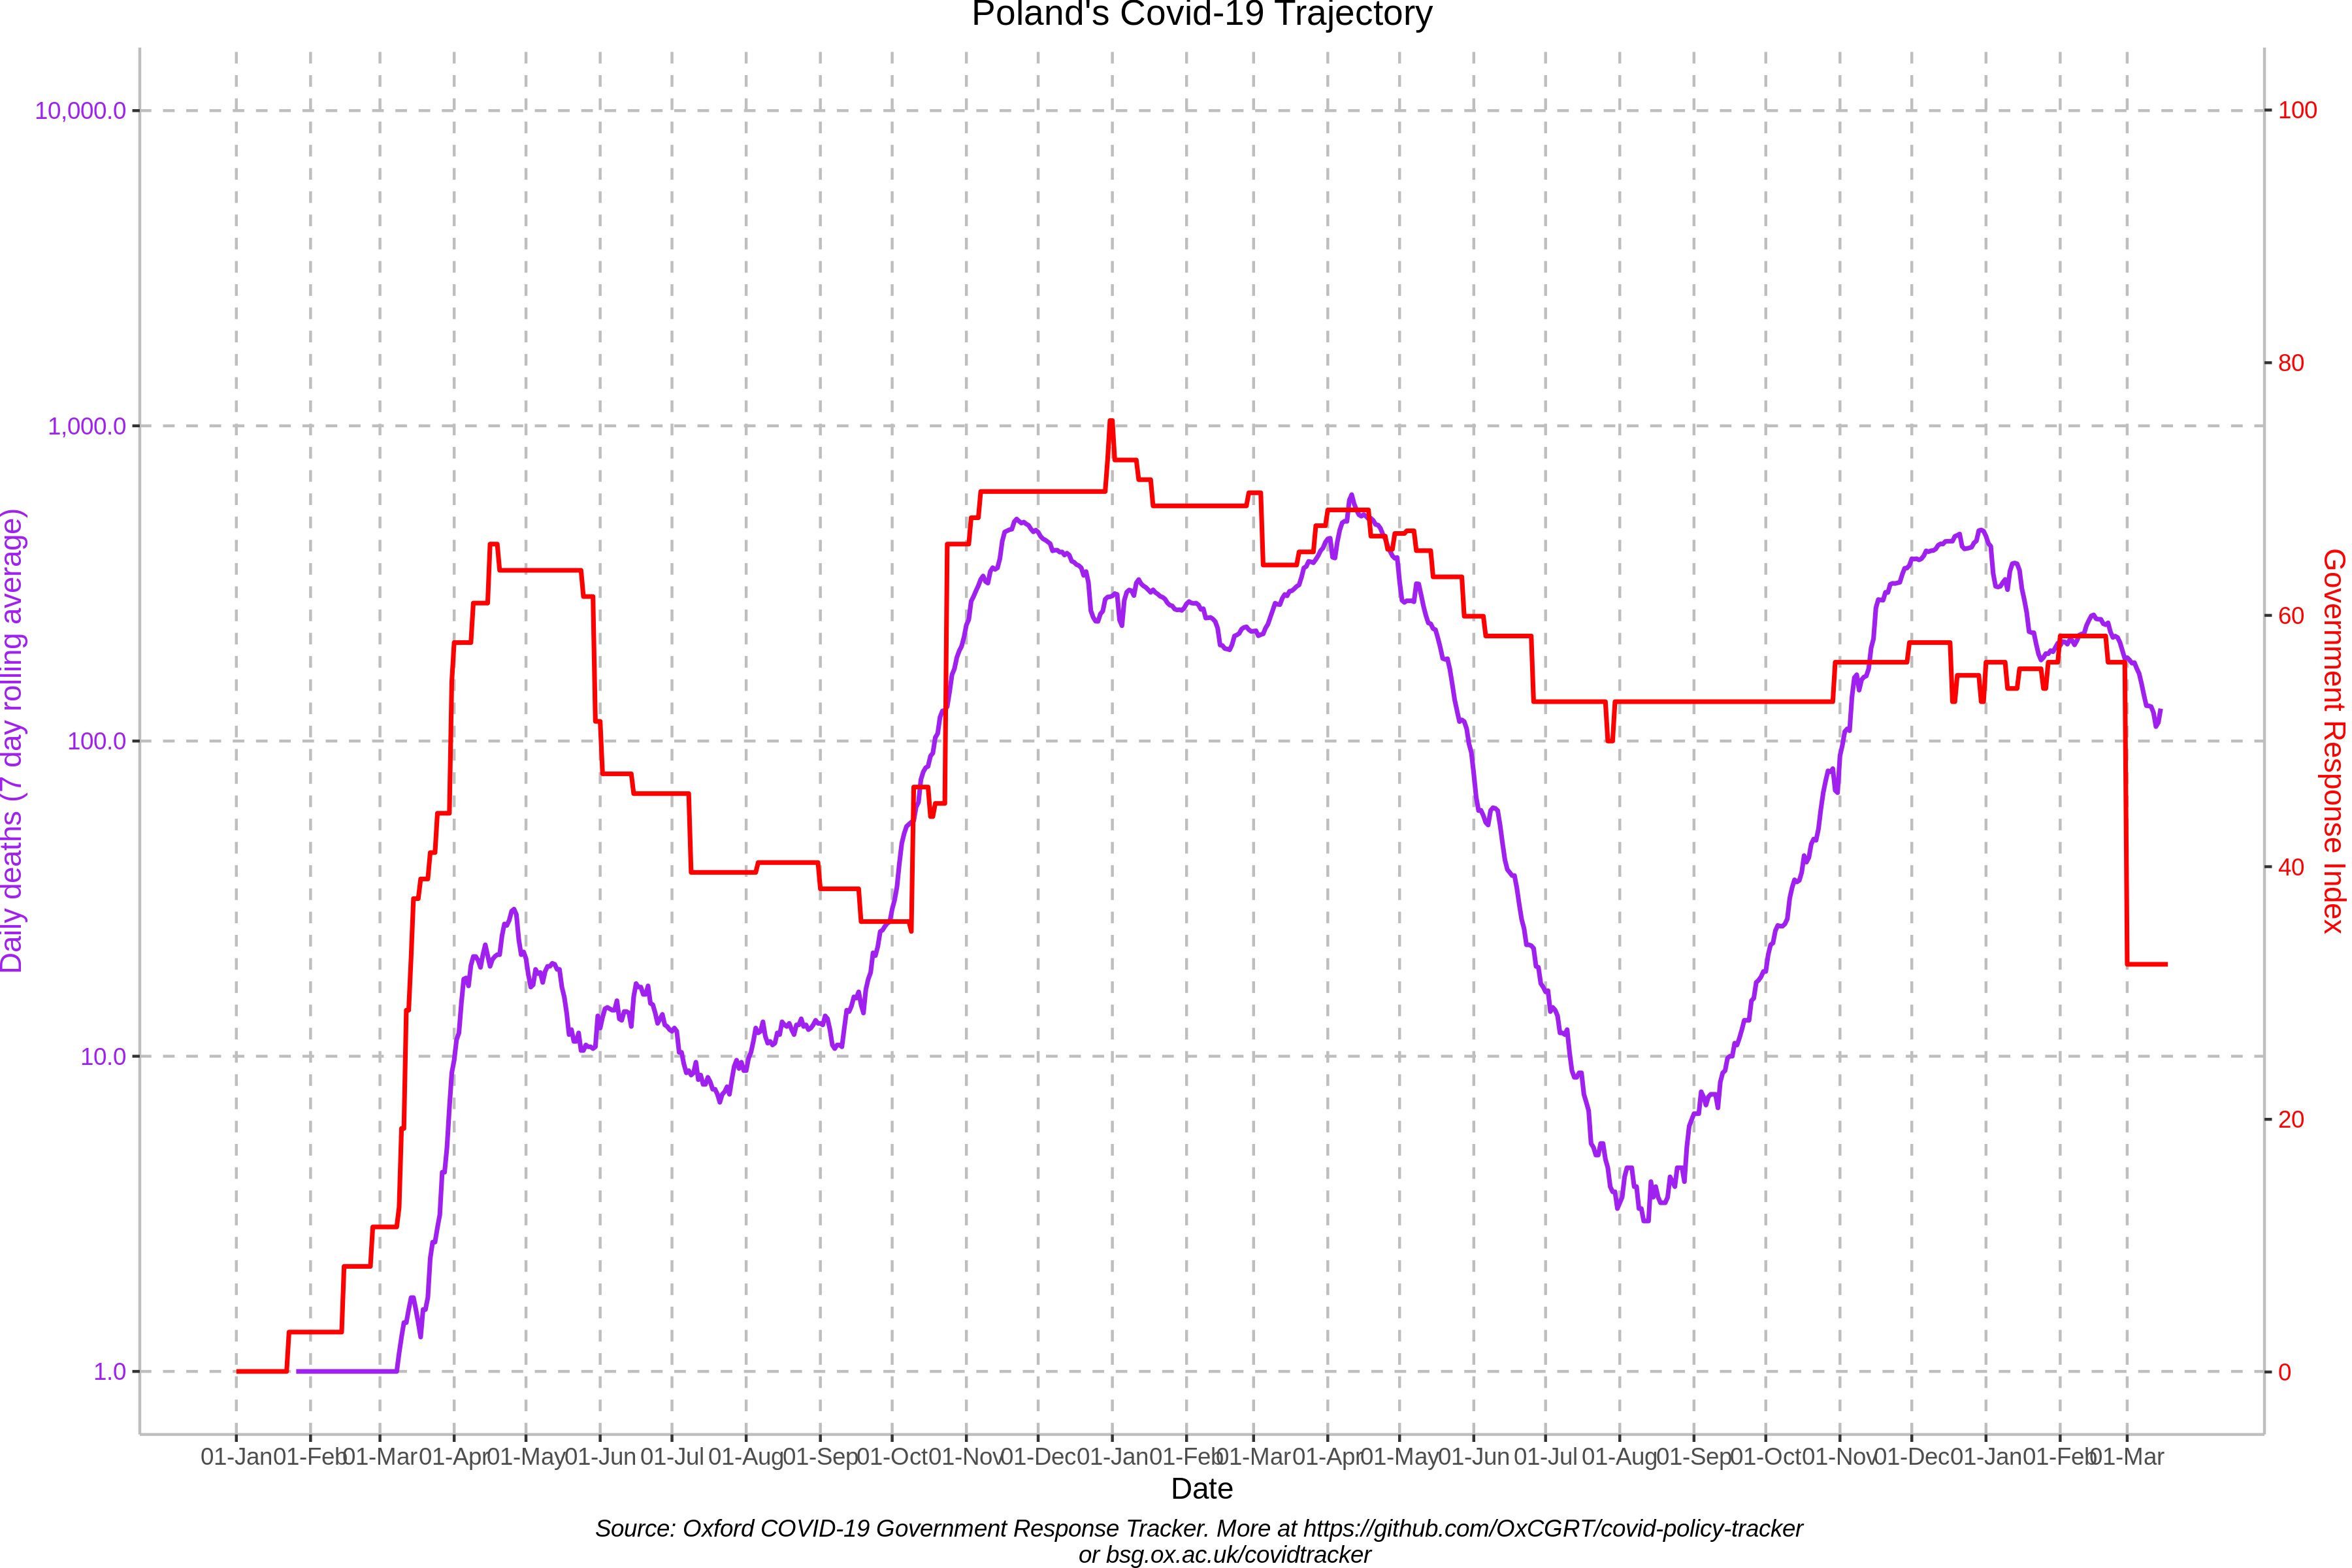 Poland's Covid-19 Trajectory
10,000.0
1,000.0
100.0
10.0
1.0
Daily deaths (7 day rolling average)
100
80
60
40
20
0
Government Response Index
01-Jan 01-Feb 01-Mar 01-Apr 01-May 01-Jun 01-Jul 01-Aug 01-Sep 01-Oct 01-Nov 01-Dec 01-Jan 01-Feb 01-Mar 01-Apr 01-May 01-Jun 01-Jul 01-Aug 01-Sep 01-Oct 01-Nov 01-Dec 01-Jan 01-Feb 01-Mar
Date
Source: Oxford COVID-19 Government Response Tracker. More at https://github.com/OxCGRT/covid-policy-tracker
or bsg.ox.ac.uk/covidtracker